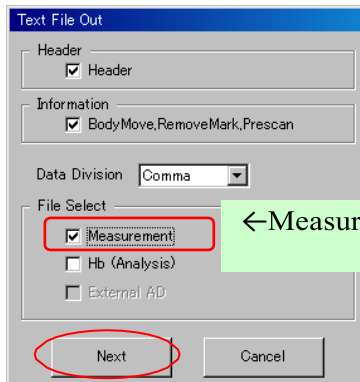 Text File Out
Header
Header
Information
BodyMove,RemoveMark,Prescan
Data Division Comma
File Select
Measurement
←Measur
Hb (Analysis)
External AD
Next Cancel